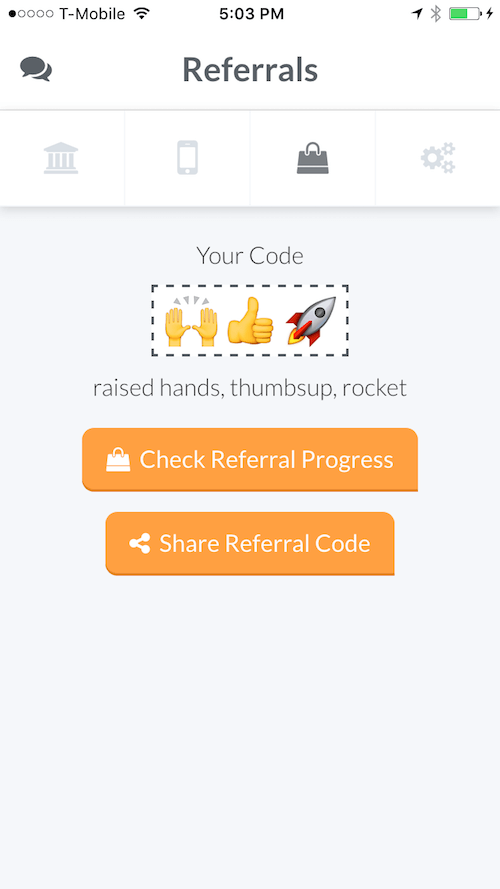 T-Mobile 5:03 PM
Referrals
Your Code
🙌👍🚀
raised hands, thumbsup, rocket
Check Referral Progress
Share Referral Code